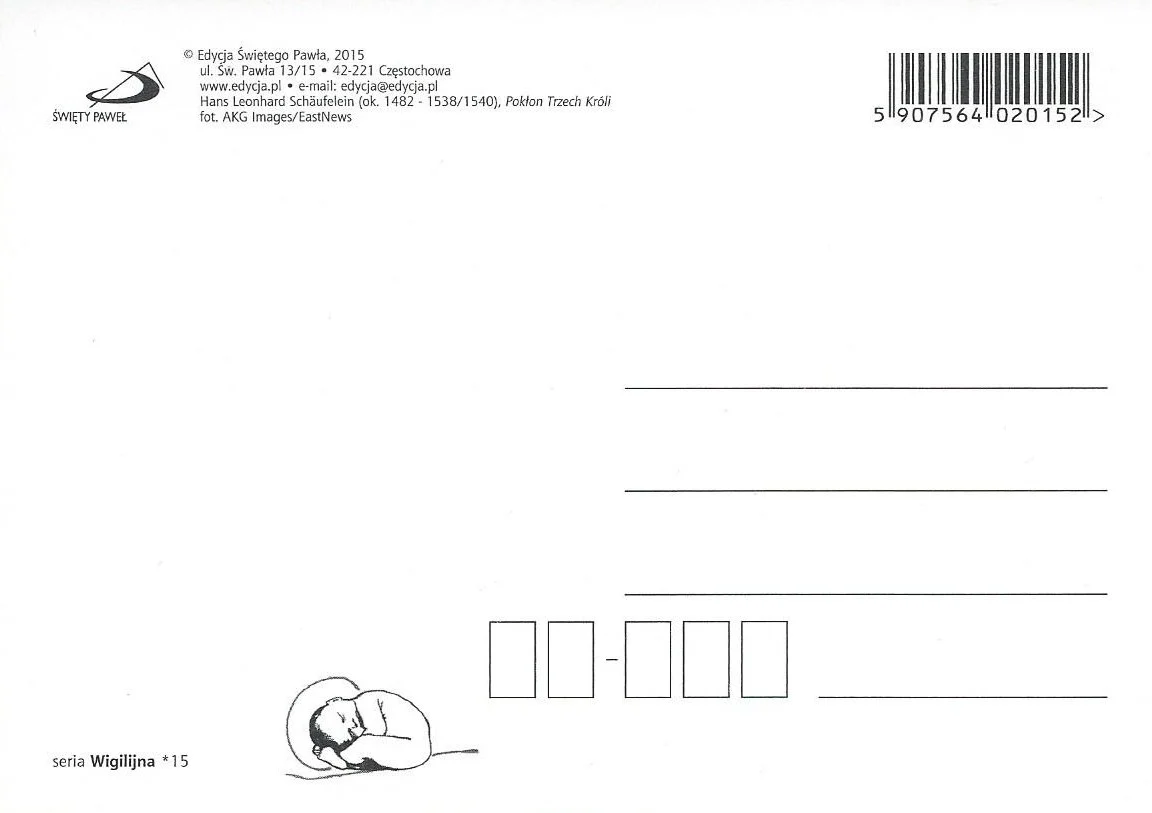 ŚWIĘTY PAWEŁ
© Edycja Świętego Pawła, 2015
ul. Św. Pawła 13/15 • 42-221 Częstochowa
www.edycja.pl • e-mail: edycja@edycja.pl
Hans Leonhard Schäufelein (ok. 1482 - 1538/1540), Pokłon Trzech Króli
fot. AKG Images/EastNews
5 907564 020152 >
–
seria Wigilijna *15